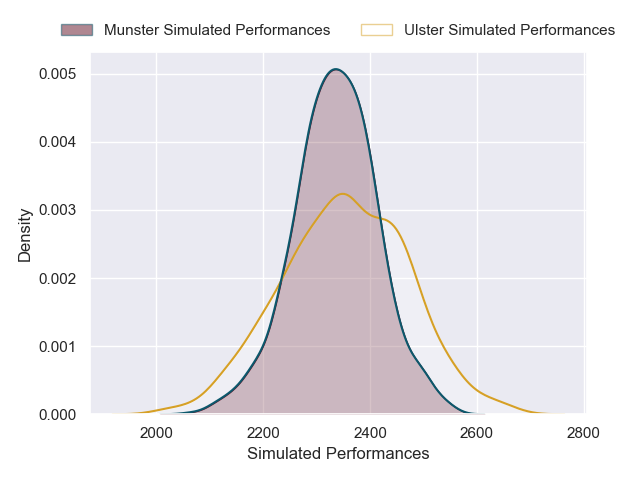 Munster Simulated Performances
Ulster Simulated Performances
0.005
0.004
0.003
0.002
0.001
0.000
Density
2000
2200
2400
2600
2800
Simulated Performances